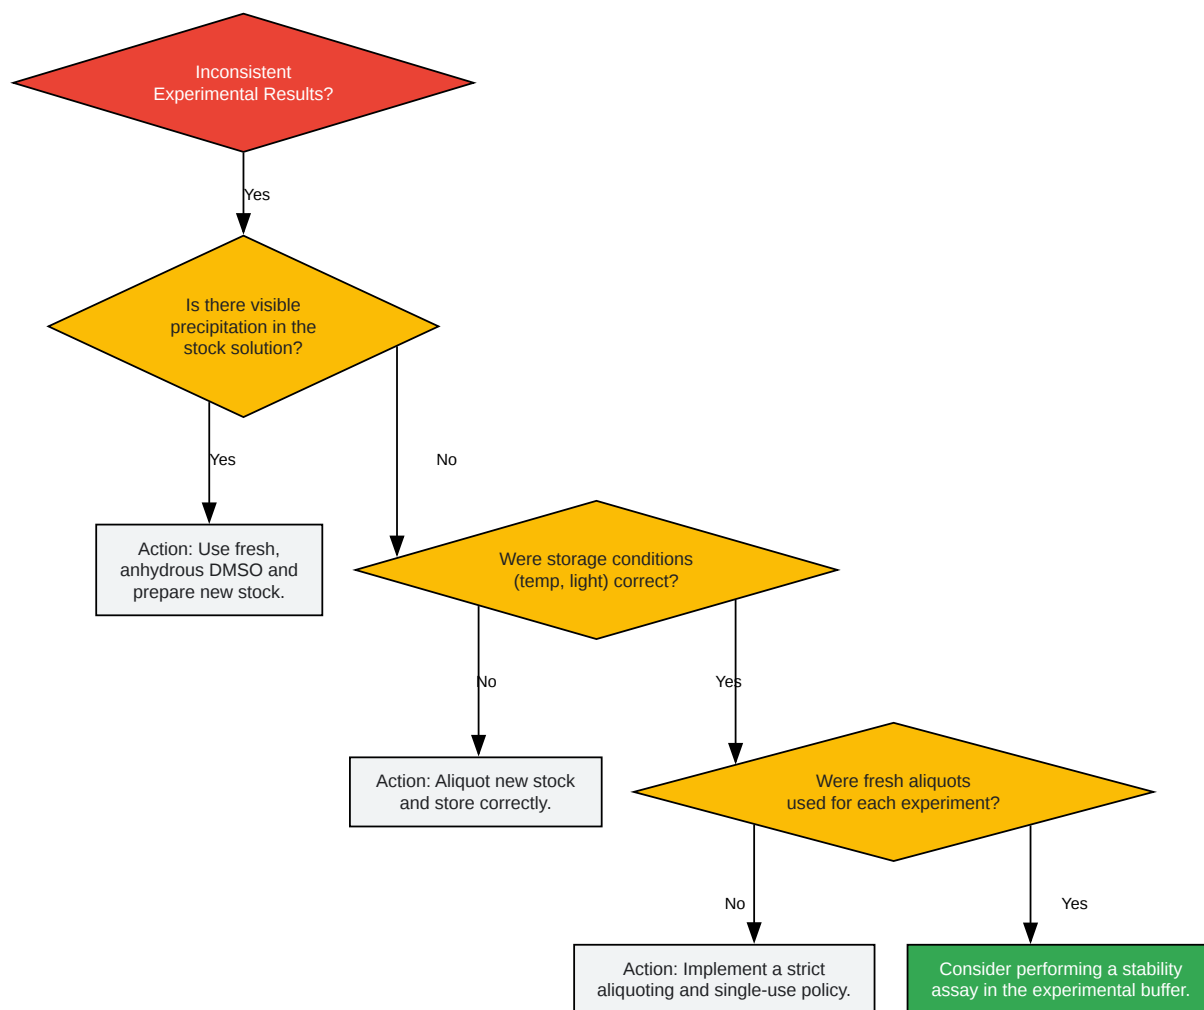 Inconsistent
Experimental Results?
Yes
Is there visible
precipitation in the
stock solution?
Yes
No
Action: Use fresh,
anhydrous DMSO and
prepare new stock.
Were storage conditions
(temp, light) correct?
No
Yes
Action: Aliquot new stock
and store correctly.
Were fresh aliquots
used for each experiment?
No
Yes
Action: Implement a strict
aliquoting and single-use policy.
Consider performing a stability
assay in the experimental buffer.